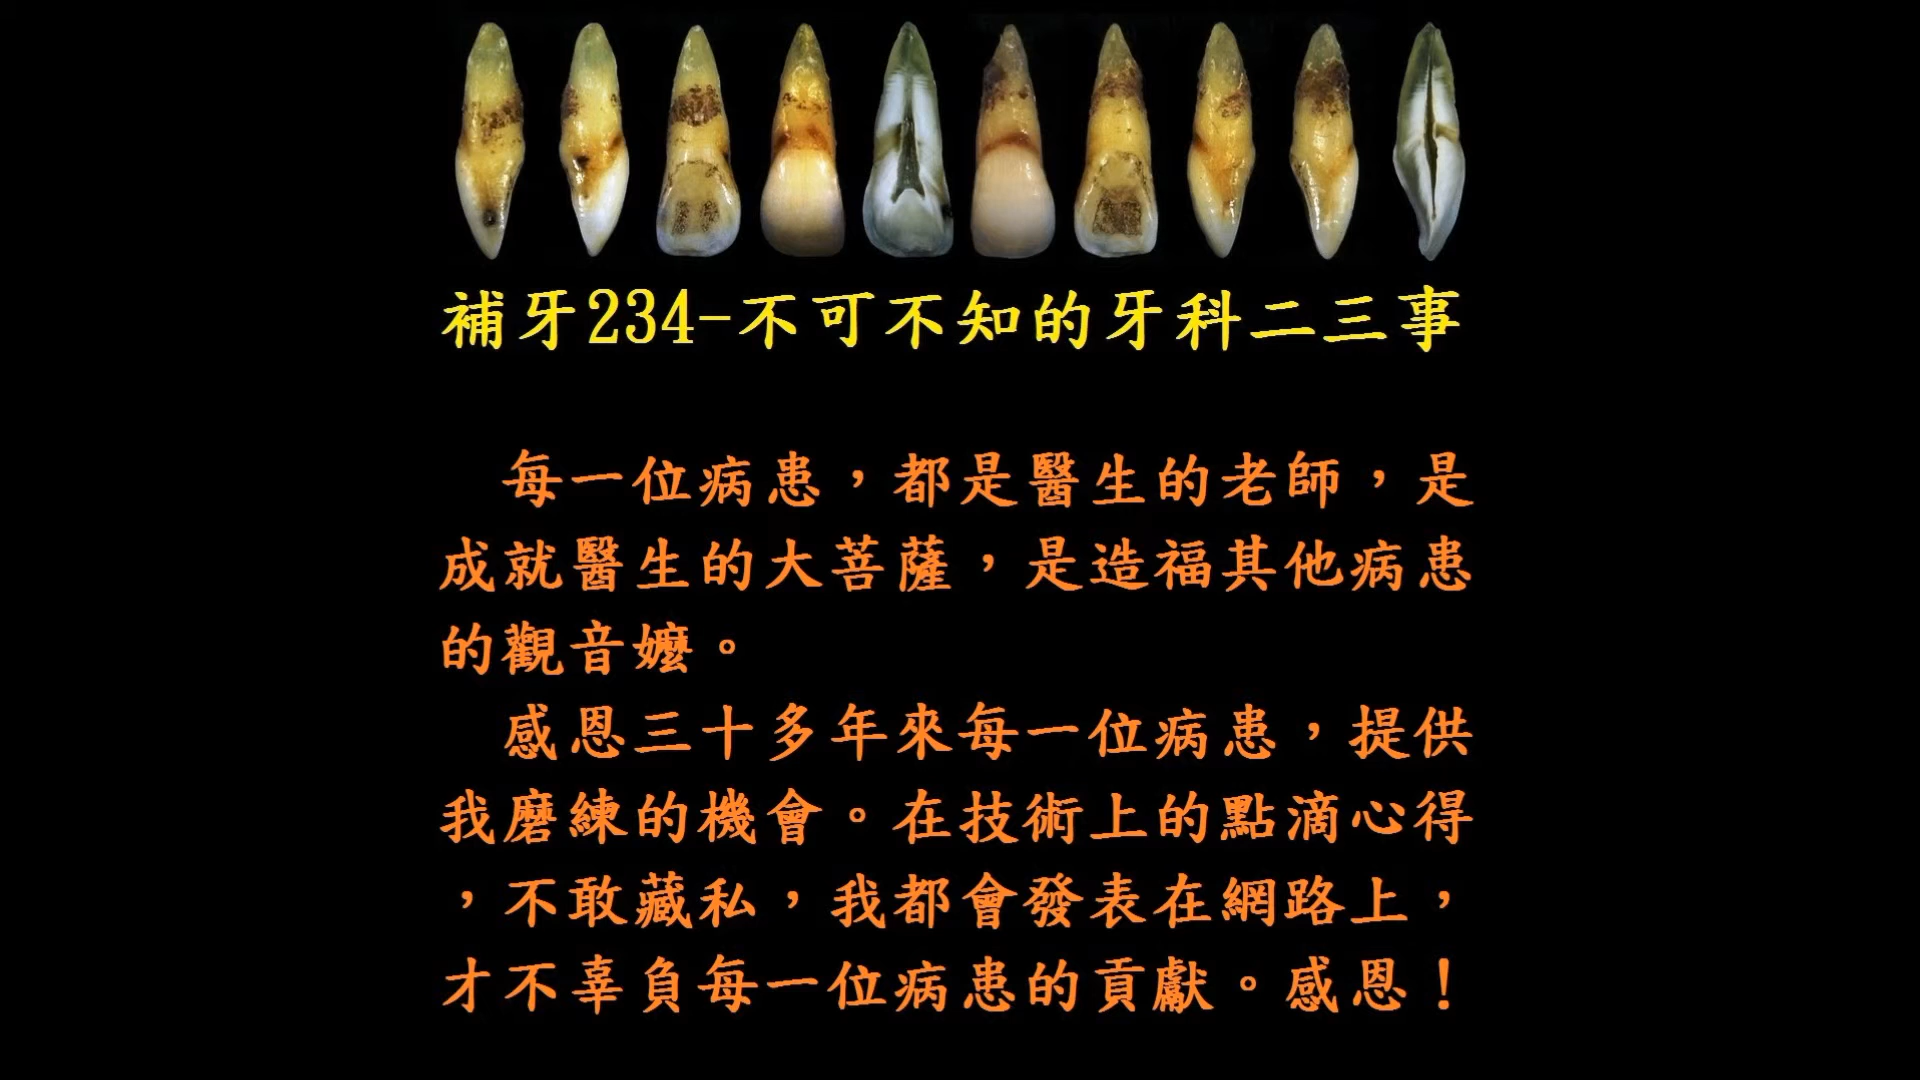 補牙234-不可不知的牙科二三事
每一位病患，都是醫生的老師，是
成就醫生的大菩薩，是造福其他病患
的觀音嬤。
感恩三十多年來每一位病患，提供
我磨練的機會。在技術上的點滴心得
，不敢藏私，我都會發表在網路上，
才不辜負每一位病患的貢獻。感恩！